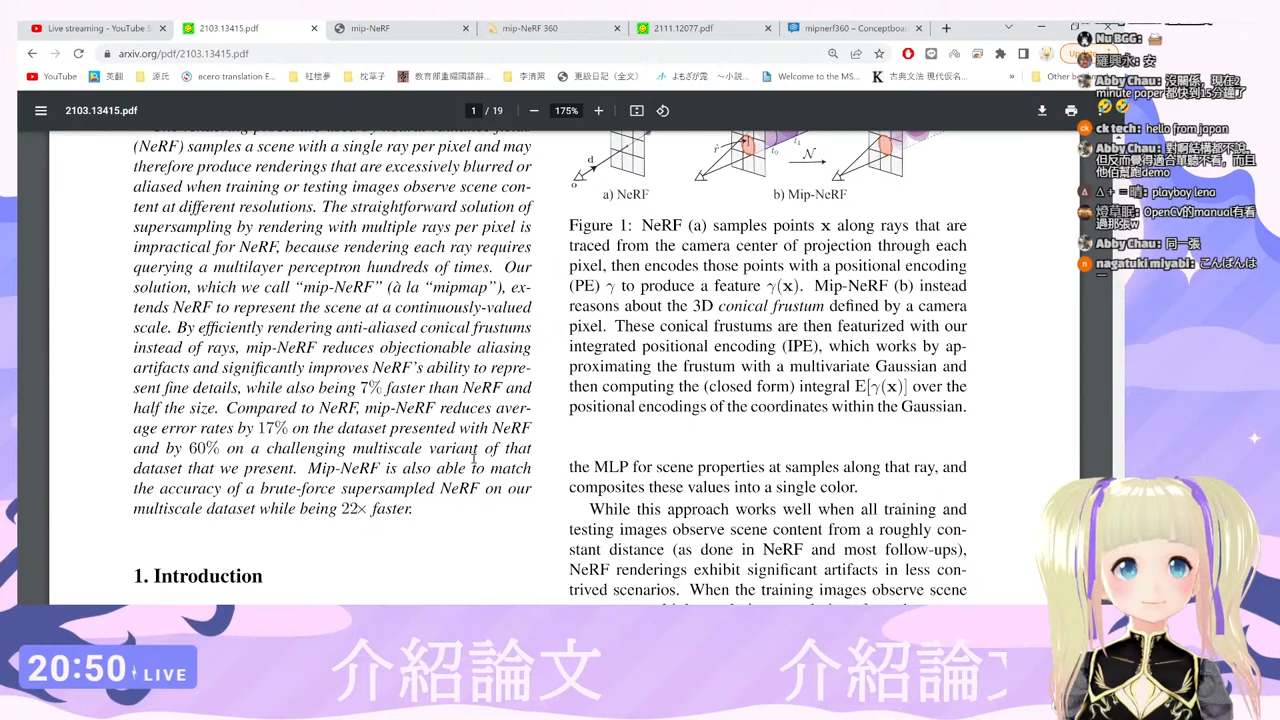 Live streaming - YouTube S
2103.13415.pdf
mip-NeRF
mip-NeRF 360
2111.12077.pdf
mipnerf360 - Conceptboa
arxiv.org/pdf/2103.13415.pdf
YouTube
美翻
源氏
vcero translation E...
紅樓夢
枕草子
教育部重編國語辭...
李清照
更級日記（全文）
よもぎが露 ～小説...
Welcome to the MS...
古典文法 現代仮名...
»
2103.13415.pdf
1 / 19
175%
(NeRF) samples a scene with a single ray per pixel and may
therefore produce renderings that are excessively blurred or
aliased when training or testing images observe scene con-
tent at different resolutions. The straightforward solution of
supersampling by rendering with multiple rays per pixel is
impractical for NeRF, because rendering each ray requires
querying a multilayer perceptron hundreds of times. Our
solution, which we call “mip-NeRF” (à la “mipmap”), ex-
tends NeRF to represent the scene at a continuously-valued
scale. By efficiently rendering anti-aliased conical frustums
instead of rays, mip-NeRF reduces objectionable aliasing
artifacts and significantly improves NeRF’s ability to repre-
sent fine details, while also being 7% faster than NeRF and
half the size. Compared to NeRF, mip-NeRF reduces aver-
age error rates by 17% on the dataset presented with NeRF
and by 60% on a challenging multiscale variant of that
dataset that we present. Mip-NeRF is also able to match
the accuracy of a brute-force supersampled NeRF on our
multiscale dataset while being 22× faster.
1. Introduction
a) NeRF
b) Mip-NeRF
Figure 1: NeRF (a) samples points x along rays that are
traced from the camera center of projection through each
pixel, then encodes those points with a positional encoding
(PE) γ to produce a feature γ(x). Mip-NeRF (b) instead
reasons about the 3D conical frustum defined by a camera
pixel. These conical frustums are then featurized with our
integrated positional encoding (IPE), which works by ap-
proximating the frustum with a multivariate Gaussian and
then computing the (closed form) integral E[γ(x)] over the
positional encodings of the coordinates within the Gaussian.
the MLP for scene properties at samples along that ray, and
composites these values into a single color.
While this approach works well when all training and
testing images observe scene content from a roughly con-
stant distance (as done in NeRF and most follow-ups),
NeRF renderings exhibit significant artifacts in less con-
trived scenarios. When the training images observe scene
Nu BGG:
羅興永: 安
Abby Chau: 沒關係，現在2
minute paper都快到15分鐘了
ck tech: hello from japan
Abby Chau: 對啊結構都不說，
但反而覺得適合單聽不看，而且
他佰幫跑demo
Δ + = 晴: playboy lena
燈草眠: OpenCV的manual有看
過那張w
Abby Chau: 同一張
nagatuki miyabi: こんばんは
ー
20:50 LIVE
介紹論文
介紹論